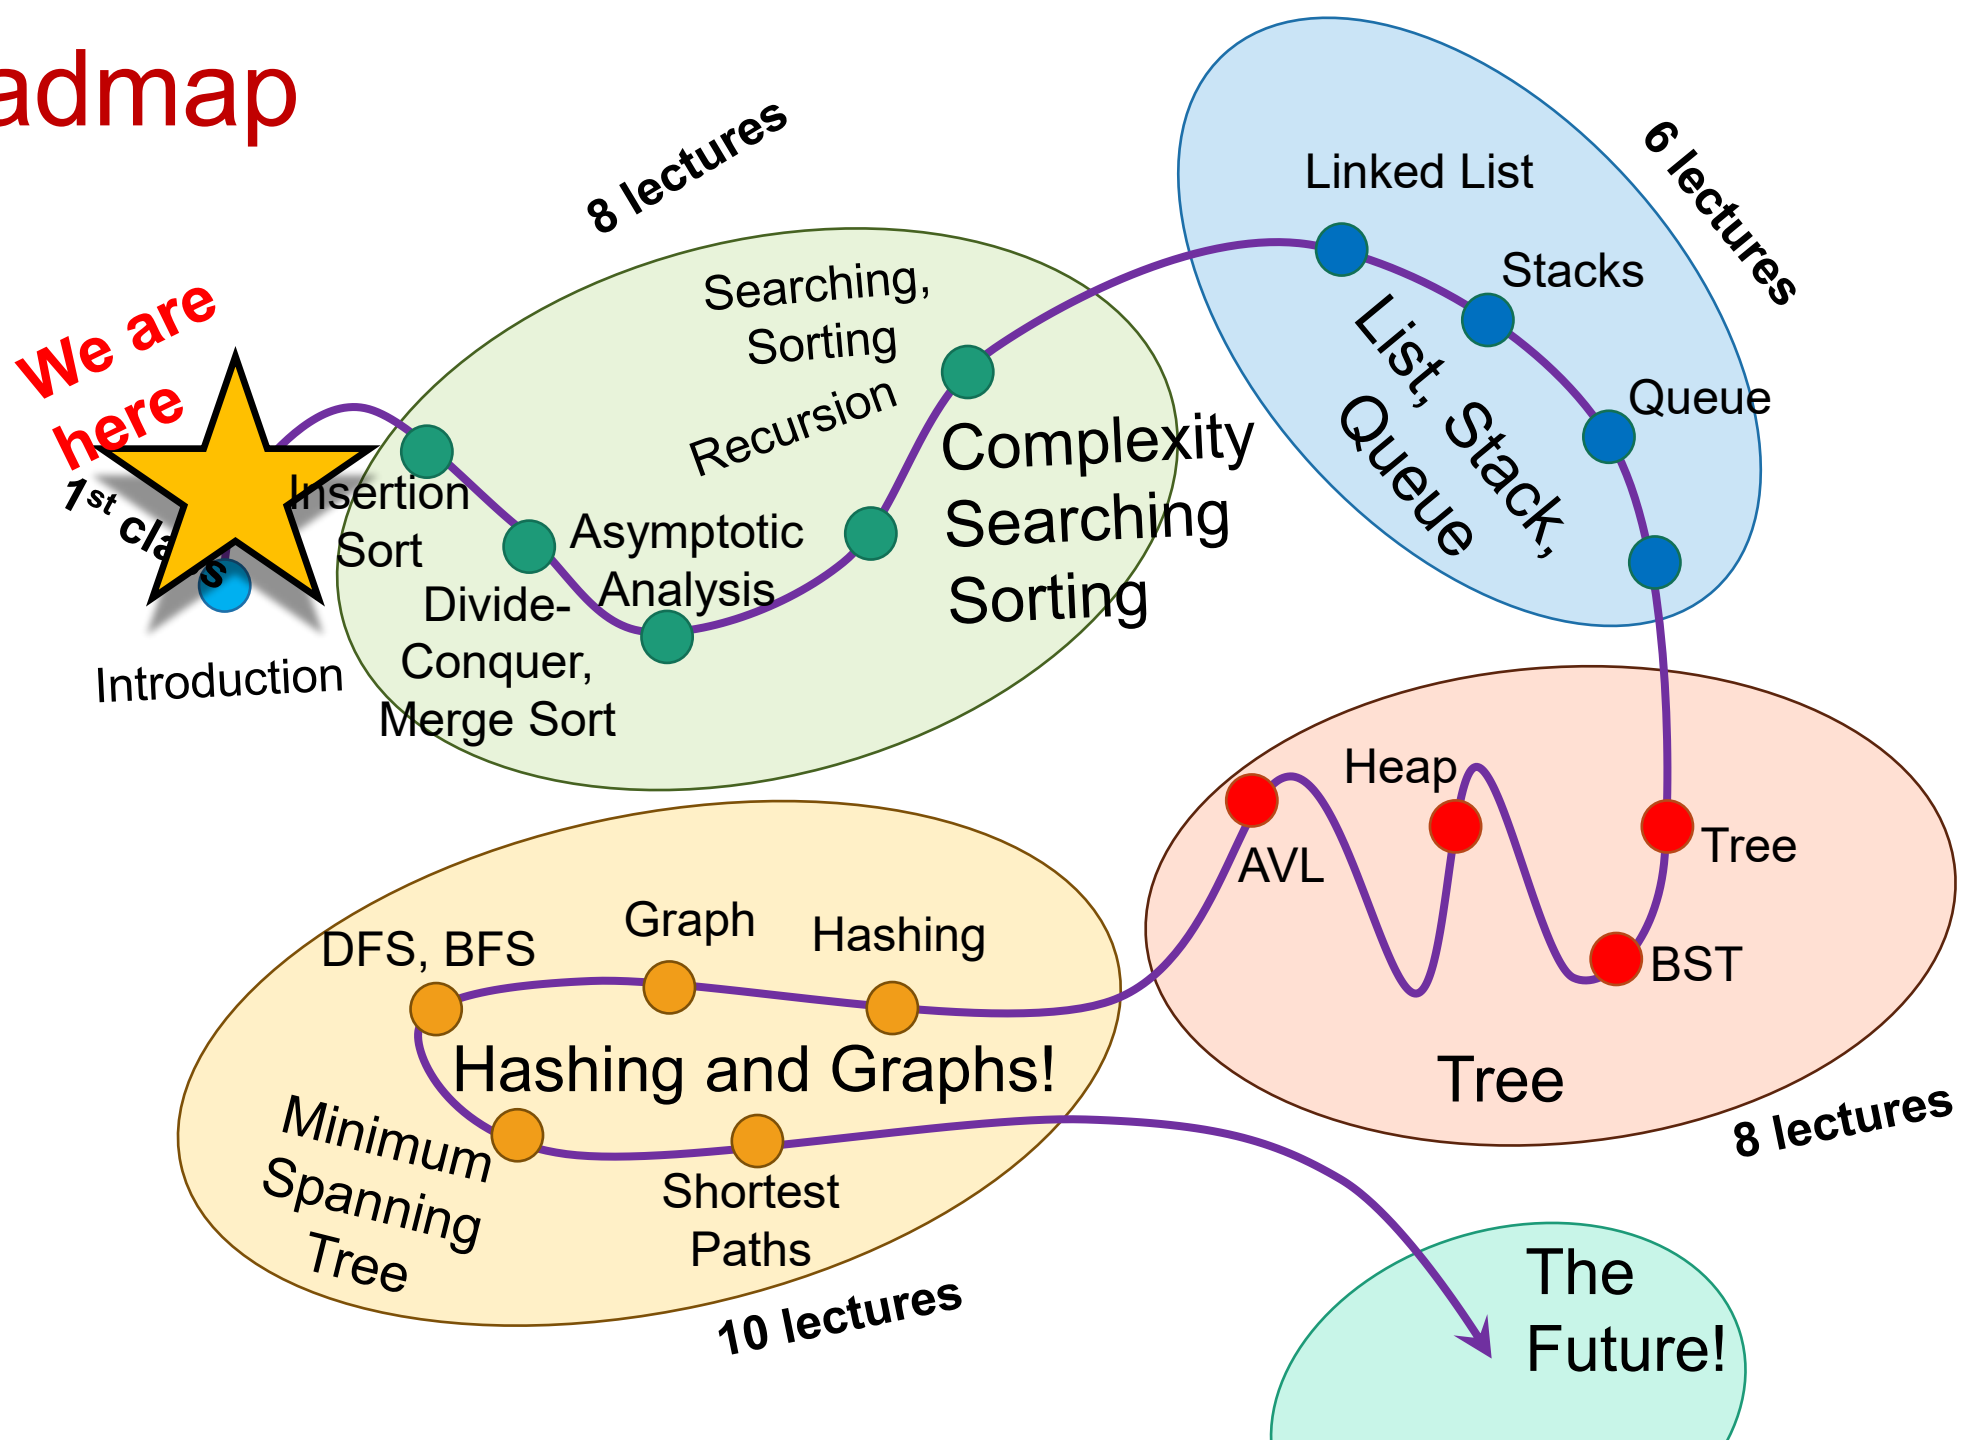 admap
We are
here
1st class
Introduction
8 lectures
Insertion
Sort
Divide-
Conquer,
Merge Sort
Asymptotic
Analysis
Recursion
Searching,
Sorting
Complexity
Searching
Sorting
6 lectures
Linked List
Stacks
Queue
List, Stack,
Queue
Tree
BST
Heap
AVL
Tree
8 lectures
Hashing
Graph
DFS, BFS
Hashing and Graphs!
Minimum
Spanning
Tree
Shortest
Paths
10 lectures
The
Future!